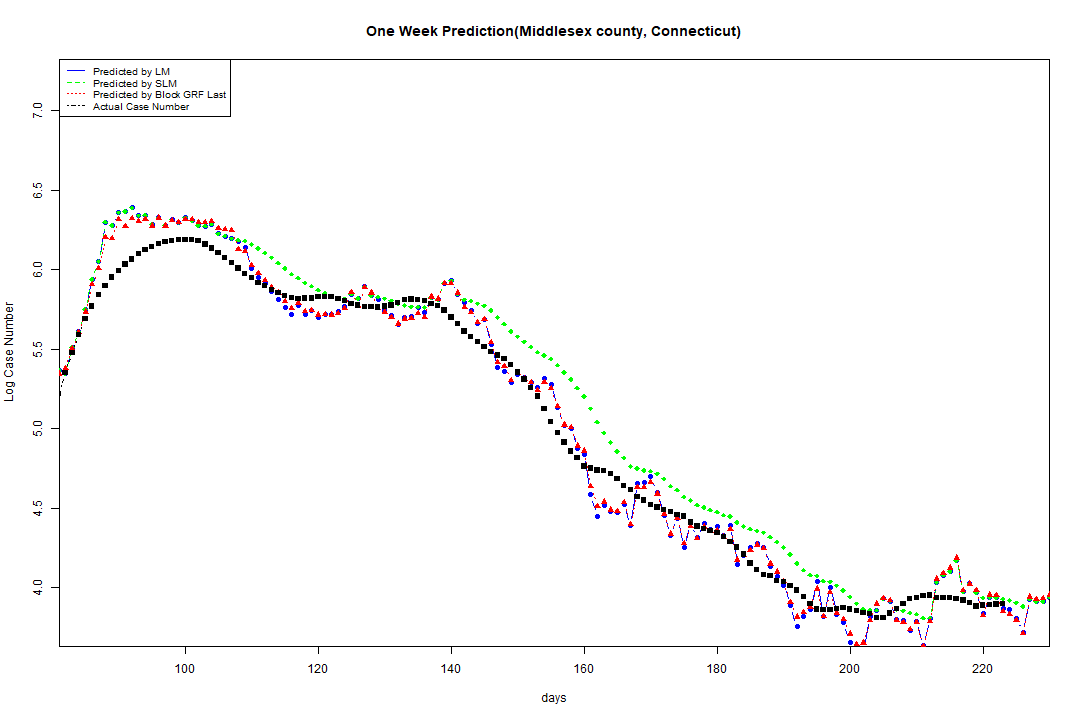 One Week Prediction(Middlesex county, Connecticut)
Predicted by LM
Predicted by SLM
Predicted by Block GRF Last
Actual Case Number
7.0
6.5
6.0
5.5
5.0
4.5
4.0
Log Case Number
100 120 140 160 180 200 220
days